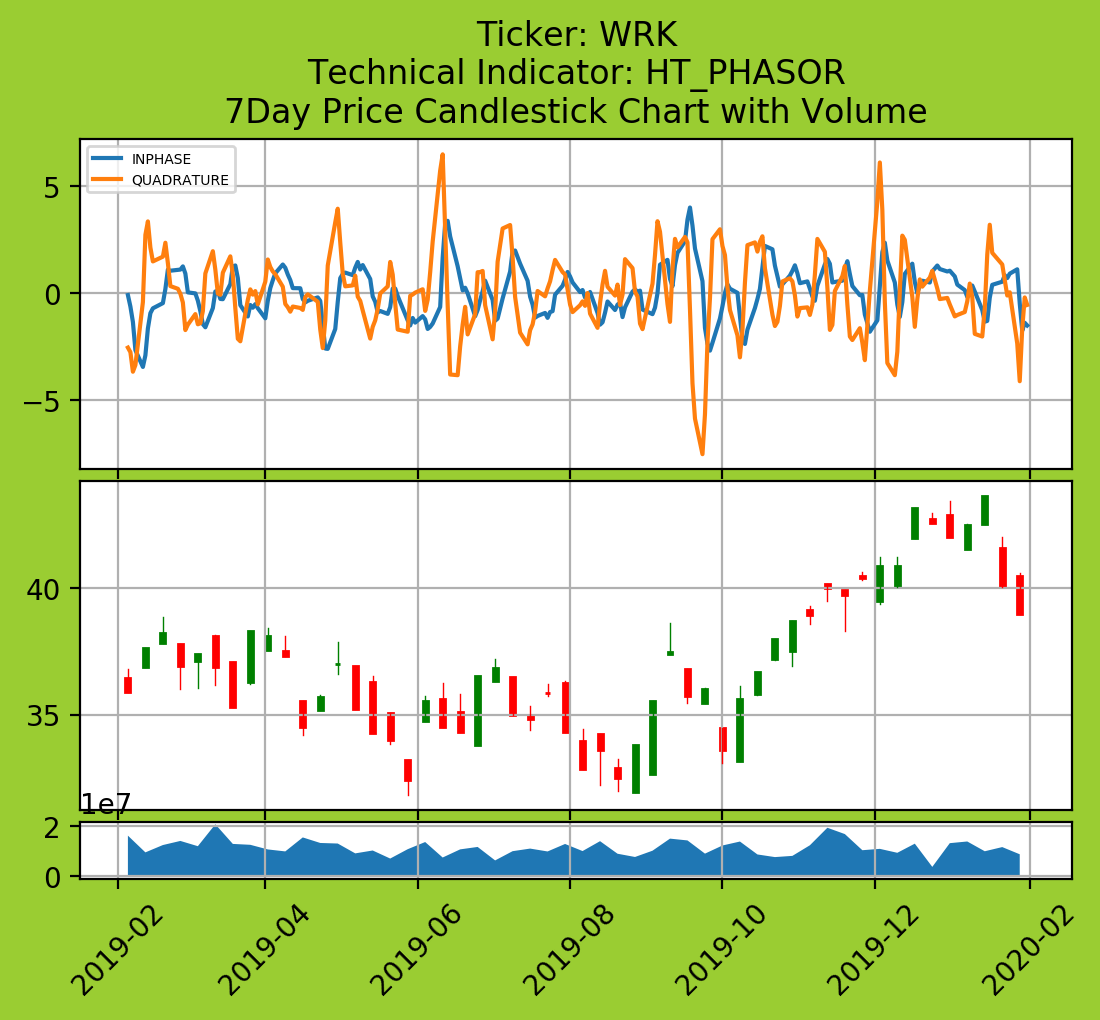 Ticker: WRK
Technical Indicator: HT_PHASOR
7Day Price Candlestick Chart with Volume
INPHASE
QUADRATURE
5
0
−5
40
35
1e7
2
0
2019-02
2019-04
2019-06
2019-08
2019-10
2019-12
2020-02